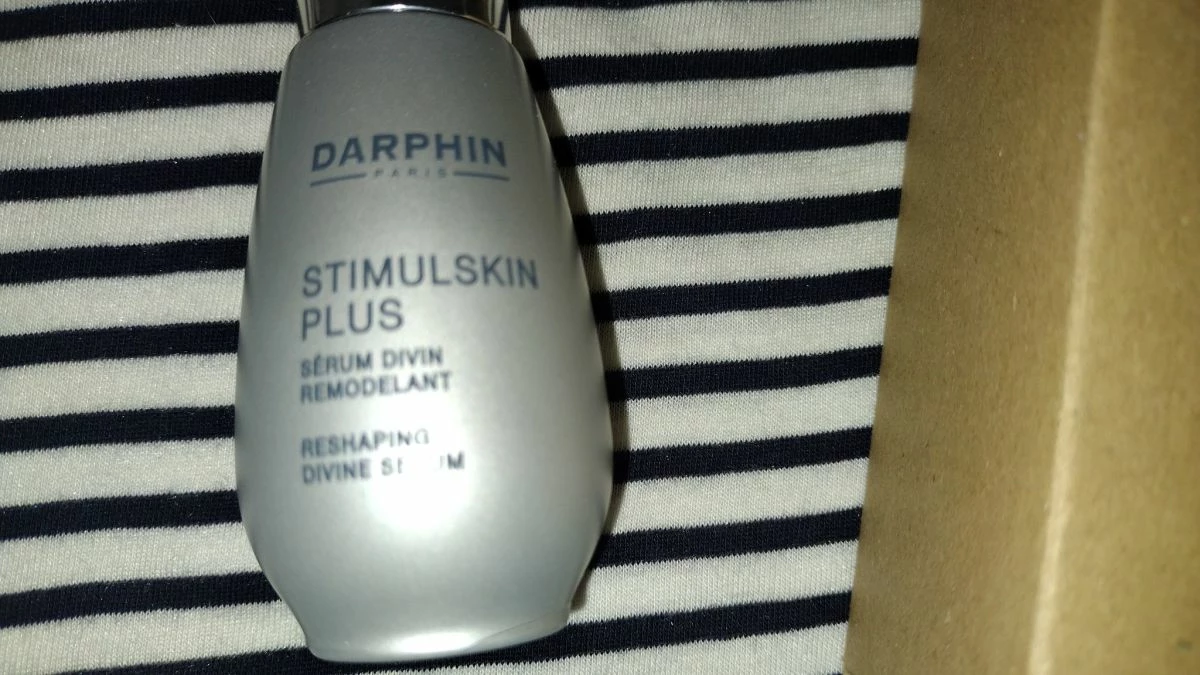 DARPHIN
PARIS
STIMULSKIN
PLUS
SÉRUM DIVIN
REMODELANT
RESHAPING
DIVINE